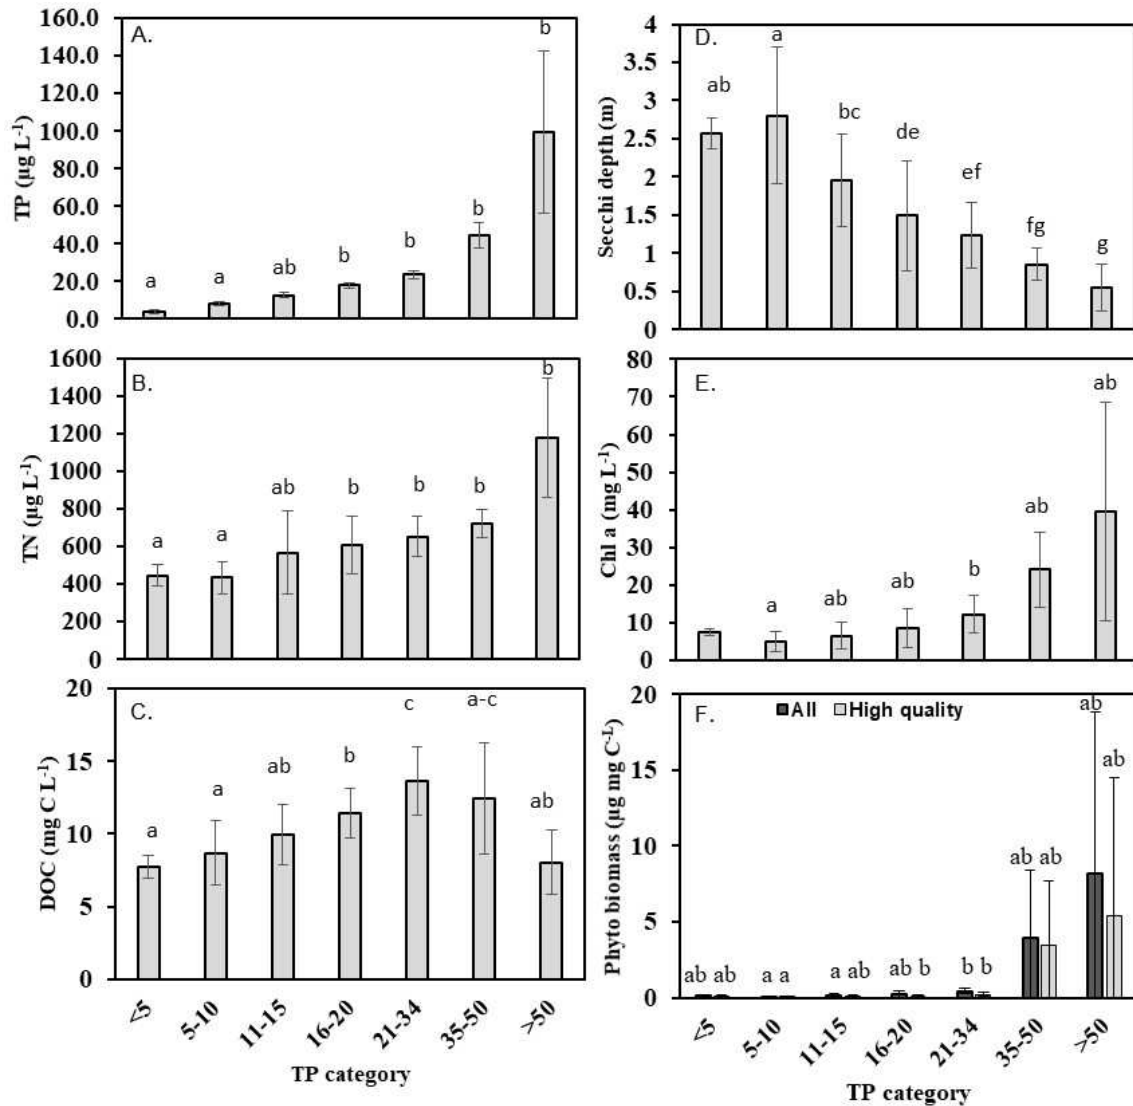 A.
TP (µg L-1)
160.0
140.0
120.0
100.0
80.0
60.0
40.0
20.0
0.0
a
a
ab
b
b
b
b
B.
TN (µg L-1)
1600
1400
1200
1000
800
600
400
200
0
a
a
ab
b
b
b
b
C.
DOC (mg C L-1)
20
15
10
5
0
a
a
ab
b
c
a-c
ab
<5
5-10
11-15
16-20
21-34
35-50
>50
TP category
D.
Secchi depth (m)
4
3.5
3
2.5
2
1.5
1
0.5
0
ab
a
bc
de
ef
fg
g
E.
Chl a (mg L-1)
80
70
60
50
40
30
20
10
0
a
ab
ab
b
ab
ab
F.
All
High quality
Phyto biomass (µg mg C-L)
20
15
10
5
0
ab ab
a a
a ab
ab b
b b
ab ab
ab
ab
<5
5-10
11-15
16-20
21-34
35-50
>50
TP category